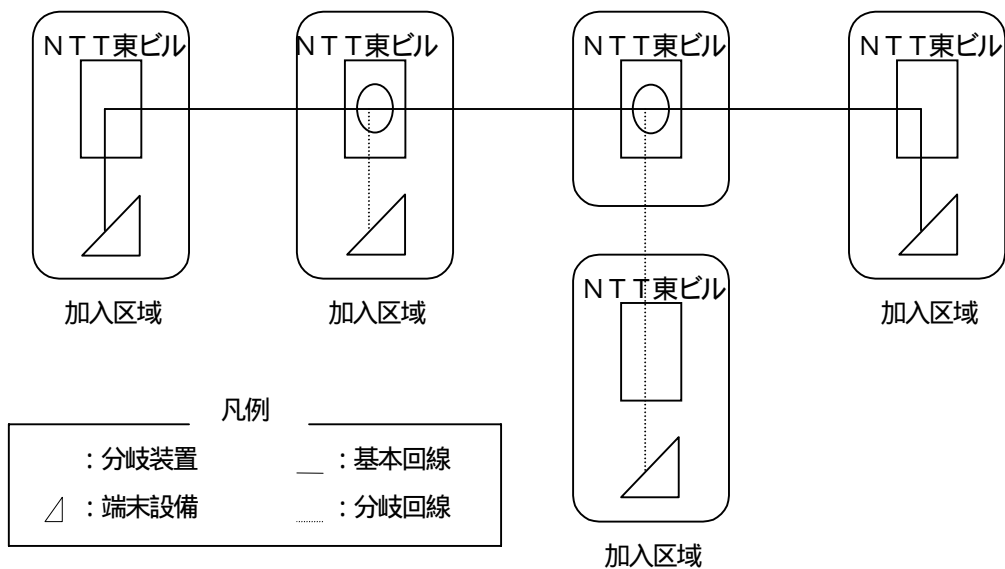 ＮＴＴ東ビル
ＮＴＴ東ビル
ＮＴＴ東ビル
ＮＴＴ東ビル
加入区域
加入区域
加入区域
ＮＴＴ東ビル
加入区域
凡例
：分岐装置
：基本回線
：端末設備
：分岐回線